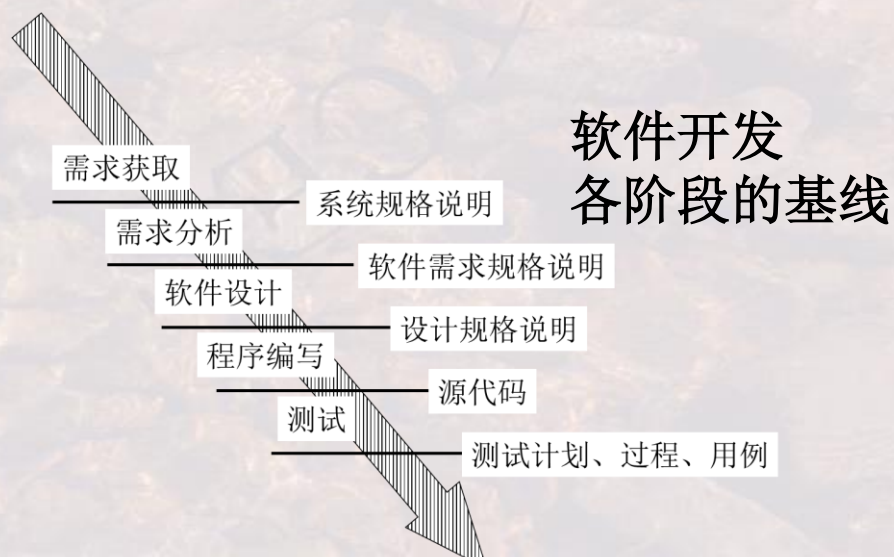 软件开发
各阶段的基线
需求获取
系统规格说明
需求分析
软件需求规格说明
软件设计
设计规格说明
程序编写
源代码
测试
测试计划、过程、用例